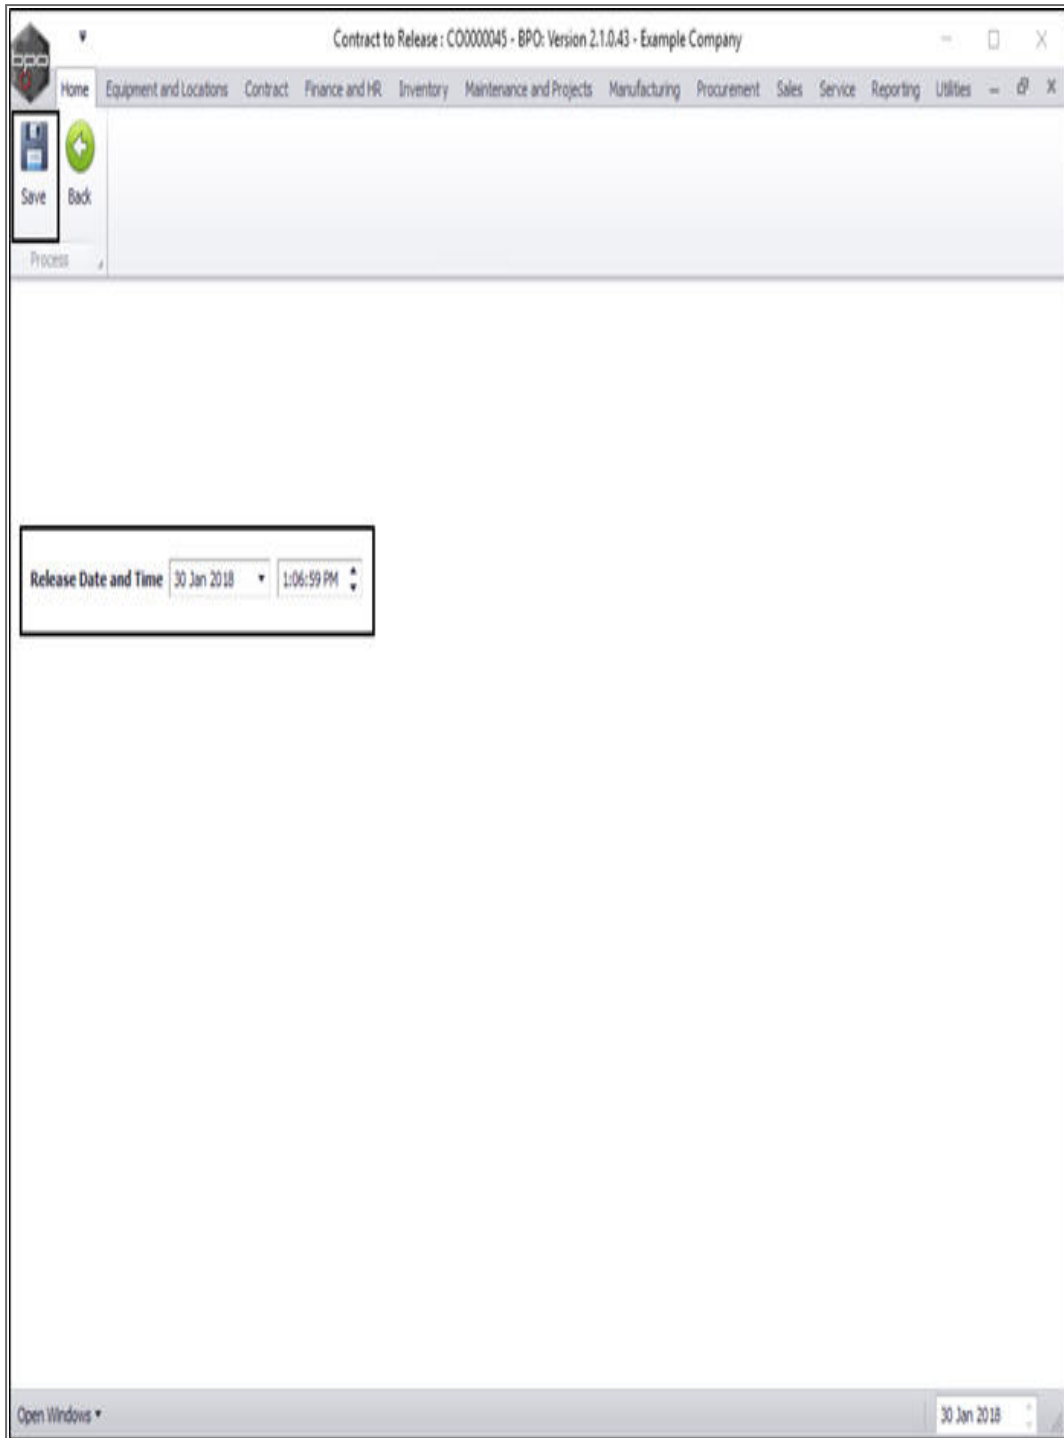 Contract to Release : CO0000045 - BPO: Version 2.1.0.43 - Example Company
bpo
Home Equipment and Locations Contract Finance and HR Inventory Maintenance and Projects Manufacturing Procurement Sales Service Reporting Utilities
Save Back
Process
Release Date and Time 30 Jan 2018 1:06:59 PM
Open Windows 30 Jan 2018